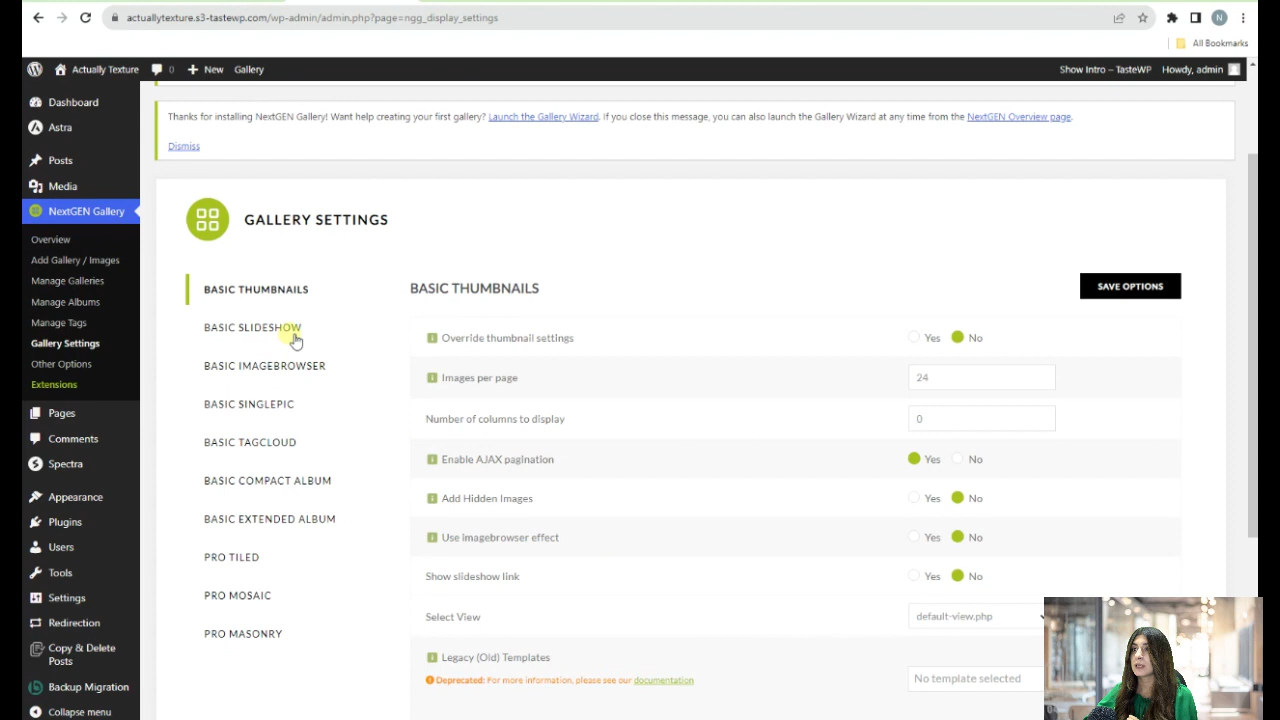 actuallytexture.s3-tastewp.com/wp-admin/admin.php?page=ngg_display_settings
N
All Bookmarks
Actually Texture
0
New
Gallery
Show Intro – TasteWP
Howdy, admin
Dashboard
Astra
Posts
Media
NextGEN Gallery
Overview
Add Gallery / Images
Manage Galleries
Manage Albums
Manage Tags
Gallery Settings
Other Options
Extensions
Pages
Comments
Spectra
Appearance
Plugins
Users
Tools
Settings
Redirection
Copy & Delete
Posts
Backup Migration
Collapse menu
Thanks for installing NextGEN Gallery! Want help creating your first gallery? Launch the Gallery Wizard. if you close this message, you can also launch the Gallery Wizard at any time from the NextGEN Overview page.
Dismiss
GALLERY SETTINGS
BASIC THUMBNAILS
BASIC SLIDESHOW
BASIC IMAGEBROWSER
BASIC SINGLEPIC
BASIC TAGCLOUD
BASIC COMPACT ALBUM
BASIC EXTENDED ALBUM
PRO TILED
PRO MOSAIC
PRO MASONRY
BASIC THUMBNAILS
SAVE OPTIONS
Override thumbnail settings Yes No
Images per page 24
Number of columns to display 0
Enable AJAX pagination Yes No
Add Hidden Images Yes No
Use imagebrowser effect Yes No
Show slideshow link Yes No
Select View default-view.php
Legacy (Old) Templates
No template selected
Deprecated: For more information, please see our documentation